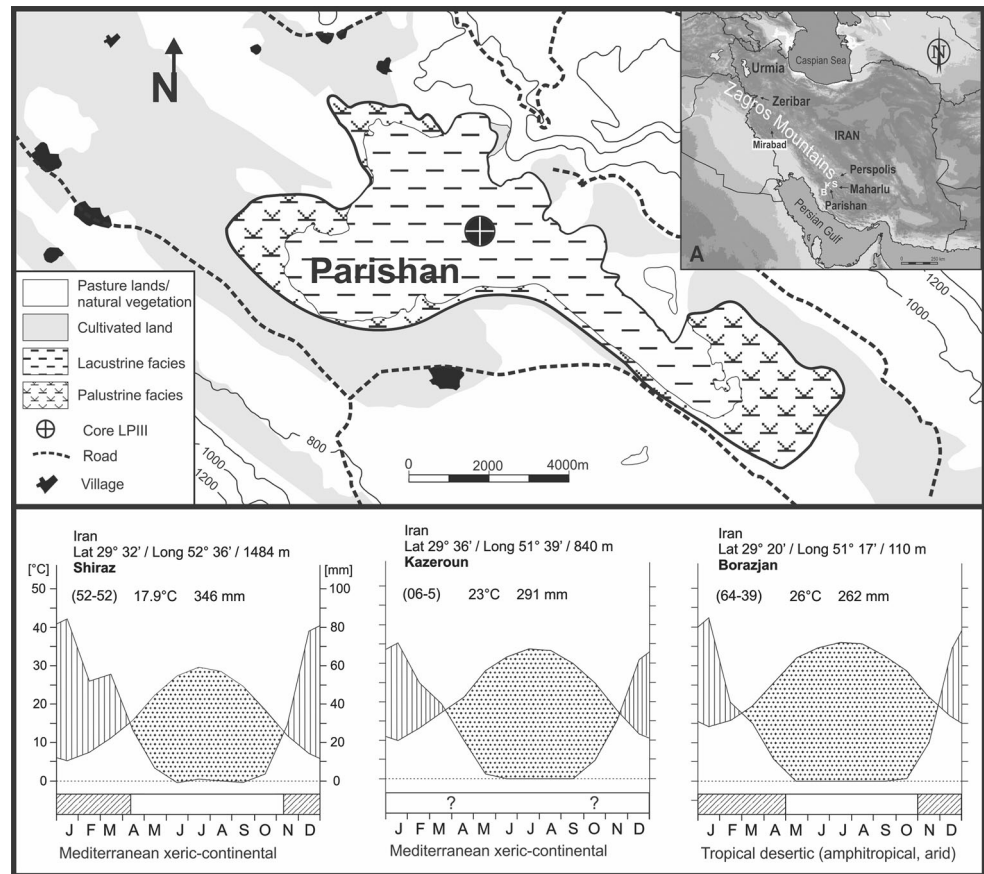 N
Parishan
Pasture lands/
natural vegetation
Cultivated land
Lacustrine facies
Palustrine facies
Core LPIII
Road
Village
800
1000
1200
0 2000 4000m
1200
1000
N
Caspian Sea
Urmia
Zeribar
Zagros Mountains
IRAN
Mirabad
Perspolis
S
Maharlu
B
Parishan
Persian Gulf
A
Iran
Lat 29° 32’ / Long 52° 36’ / 1484 m
Shiraz
[°C] [mm]
(52-52) 17.9°C 346 mm
50 100
40 80
30 60
20 40
10 20
0 0
J F M A M J J A S O N D
Mediterranean xeric-continental
Iran
Lat 29° 36’ / Long 51° 39’ / 840 m
Kazeroun
(06-5) 23°C 291 mm
? ?
J F M A M J J A S O N D
Mediterranean xeric-continental
Iran
Lat 29° 20’ / Long 51° 17’ / 110 m
Borazjan
(64-39) 26°C 262 mm
J F M A M J J A S O N D
Tropical desertic (amphitropical, arid)